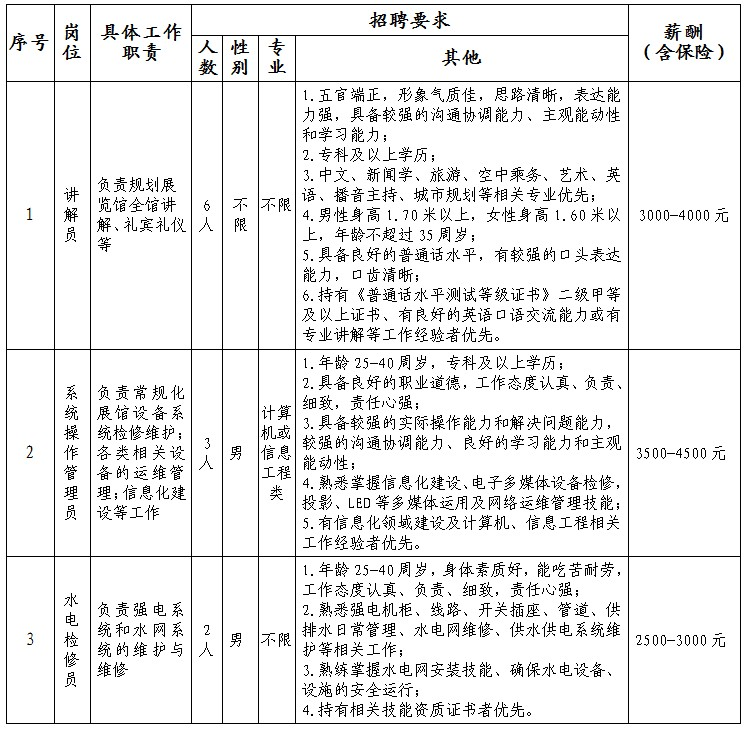 序号
岗位
具体工作
职责
招聘要求
人数
性别
专业
其他
薪酬
（含保险）
1
讲解员
负责规划展
览馆全馆讲
解、礼宾礼仪
等
6
人
不限
不限
1.五官端正，形象气质佳，思路清晰，表达能
力强，具备较强的沟通协调能力、主观能动性
和学习能力；
2.专科及以上学历；
3.中文、新闻学、旅游、空中乘务、艺术、英
语、播音主持、城市规划等相关专业优先；
4.男性身高1.70米以上，女性身高1.60米以
上，年龄不超过35周岁；
5.具备良好的普通话水平，有较强的口头表达
能力，口齿清晰；
6.持有《普通话水平测试等级证书》二级甲等
及以上证书、有良好的英语口语交流能力或有
专业讲解等工作经验者优先。
3000—4000元
2
系统操作管理员
负责常规化
展馆设备系
统检修维护；
各类相关设
备的运维管
理；信息化建
设等工作
3
人
男
计算
机或
信息
工程
类
1.年龄25—40周岁，专科及以上学历；
2.具备良好的职业道德，工作态度认真、负责、
细致，责任心强；
3.具备较强的实际操作能力和解决问题能力，
较强的沟通协调能力、良好的学习能力和主观
能动性；
4.熟悉掌握信息化建设、电子多媒体设备检修，
投影、LED等多媒体运用及网络运维管理技能；
5.有信息化领域建设及计算机、信息工程相关
工作经验者优先。
3500—4500元
3
水电检修员
负责强电系
统和水网系
统的维护与
维修
2
人
男
不限
1.年龄25—40周岁，身体素质好，能吃苦耐劳，
工作态度认真、负责、细致，责任心强；
2.熟悉强电机柜、线路、开关插座、管道、供
排水日常管理、水电网维修、供水供电系统维
护等相关工作；
3.熟练掌握水电网安装技能、确保水电设备、
设施的安全运行；
4.持有相关技能资质证书者优先。
2500—3000元